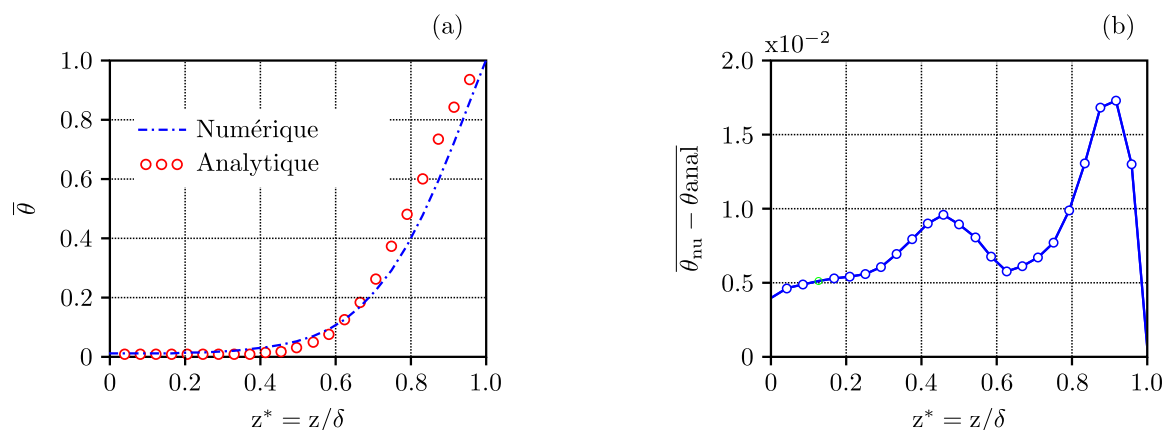 (a)
1.0
0.8
0.6
0.4
0.2
0
θ̅
Numérique
Analytique
0 0.2 0.4 0.6 0.8 1.0
z* = z/δ
(b)
x10⁻²
2.0
1.5
1.0
0.5
0
θnu − θanal
0 0.2 0.4 0.6 0.8 1.0
z* = z/δ